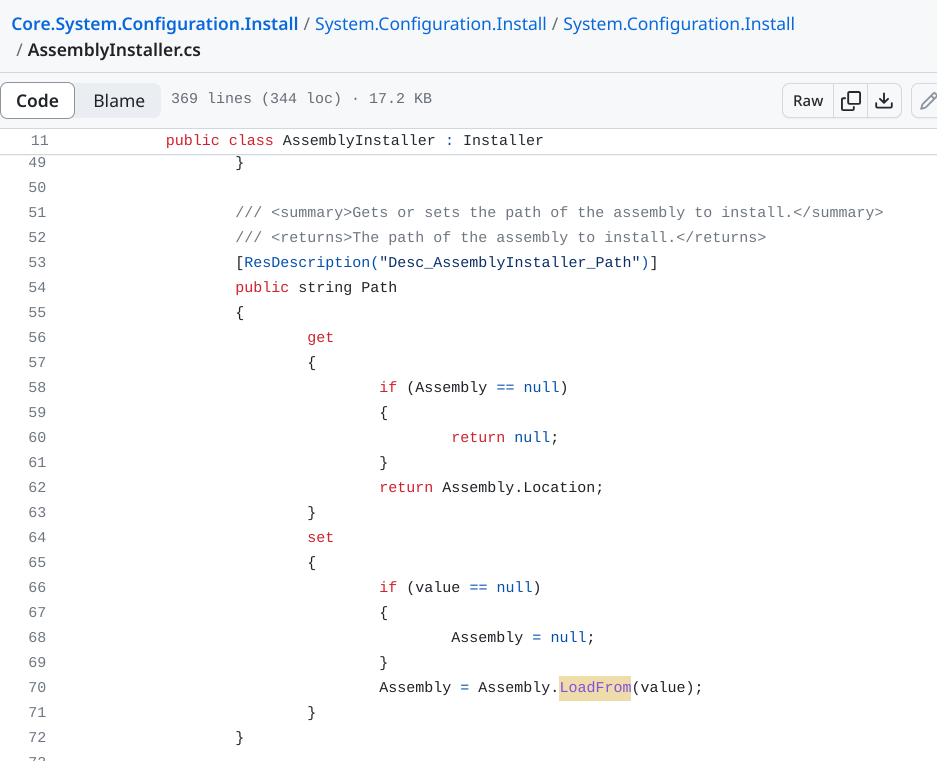 Core.System.Configuration.Install / System.Configuration.Install / System.Configuration.Install
/ AssemblyInstaller.cs
Code Blame 369 lines (344 loc) · 17.2 KB Raw
11 public class AssemblyInstaller : Installer
49 }
50
51 /// <summary>Gets or sets the path of the assembly to install.</summary>
52 /// <returns>The path of the assembly to install.</returns>
53 [ResDescription("Desc_AssemblyInstaller_Path")]
54 public string Path
55 {
56 get
57 {
58 if (Assembly == null)
59 {
60 return null;
61 }
62 return Assembly.Location;
63 }
64 set
65 {
66 if (value == null)
67 {
68 Assembly = null;
69 }
70 Assembly = Assembly.LoadFrom(value);
71 }
72 }